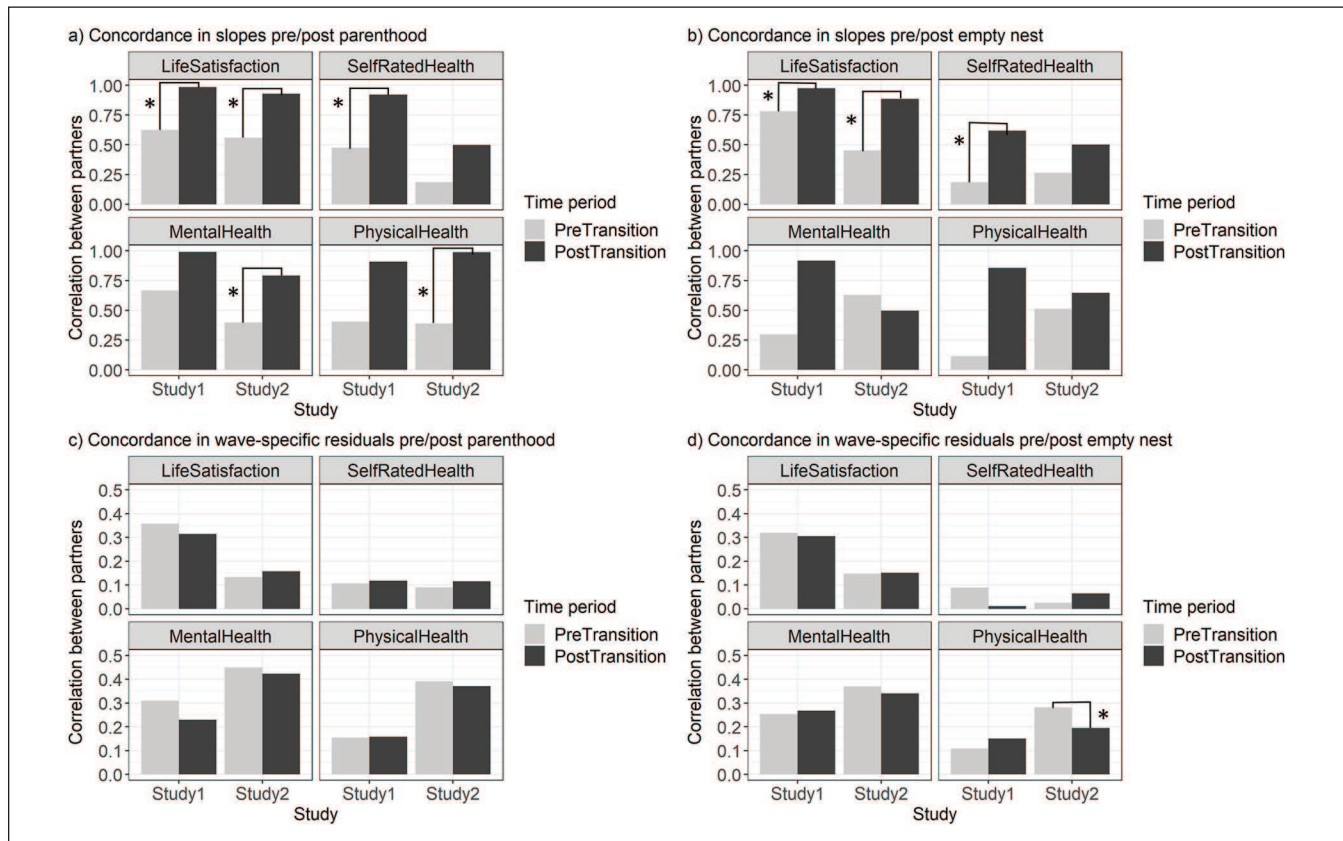 a) Concordance in slopes pre/post parenthood
LifeSatisfaction SelfRatedHealth
1.00
0.75
0.50
0.25
0.00
* * *
MentalHealth PhysicalHealth
1.00
0.75
0.50
0.25
0.00
* *
Correlation between partners
Study1 Study2 Study1 Study2
Study
Time period
PreTransition
PostTransition
b) Concordance in slopes pre/post empty nest
LifeSatisfaction SelfRatedHealth
1.00
0.75
0.50
0.25
0.00
* * *
MentalHealth PhysicalHealth
1.00
0.75
0.50
0.25
0.00
Correlation between partners
Study1 Study2 Study1 Study2
Study
Time period
PreTransition
PostTransition
c) Concordance in wave-specific residuals pre/post parenthood
LifeSatisfaction SelfRatedHealth
0.5
0.4
0.3
0.2
0.1
0.0
MentalHealth PhysicalHealth
0.5
0.4
0.3
0.2
0.1
0.0
Correlation between partners
Study1 Study2 Study1 Study2
Study
Time period
PreTransition
PostTransition
d) Concordance in wave-specific residuals pre/post empty nest
LifeSatisfaction SelfRatedHealth
0.5
0.4
0.3
0.2
0.1
0.0
MentalHealth PhysicalHealth
0.5
0.4
0.3
0.2
0.1
0.0
*
Correlation between partners
Study1 Study2 Study1 Study2
Study
Time period
PreTransition
PostTransition